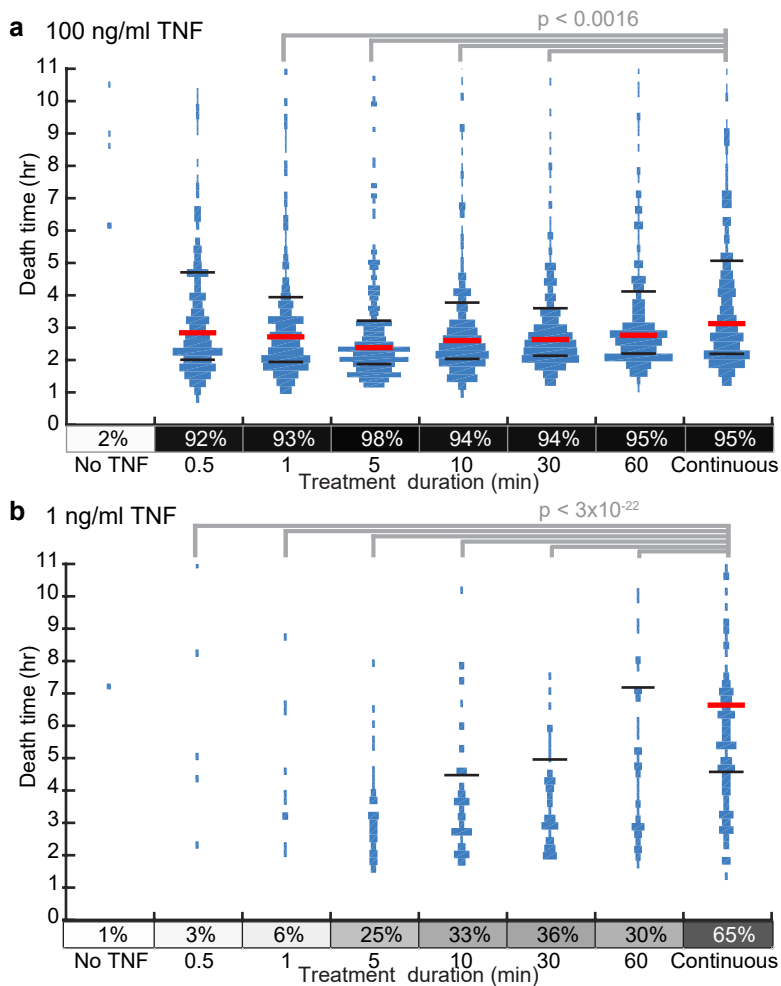 a 100 ng/ml TNF
p < 0.0016
Death time (hr)
11
10
9
8
7
6
5
4
3
2
1
0
2% 92% 93% 98% 94% 94% 95% 95%
No TNF 0.5 1 5 10 30 60 Continuous
Treatment duration (min)
b 1 ng/ml TNF
p < 3x10⁻²²
Death time (hr)
11
10
9
8
7
6
5
4
3
2
1
0
1% 3% 6% 25% 33% 36% 30% 65%
No TNF 0.5 1 5 10 30 60 Continuous
Treatment duration (min)